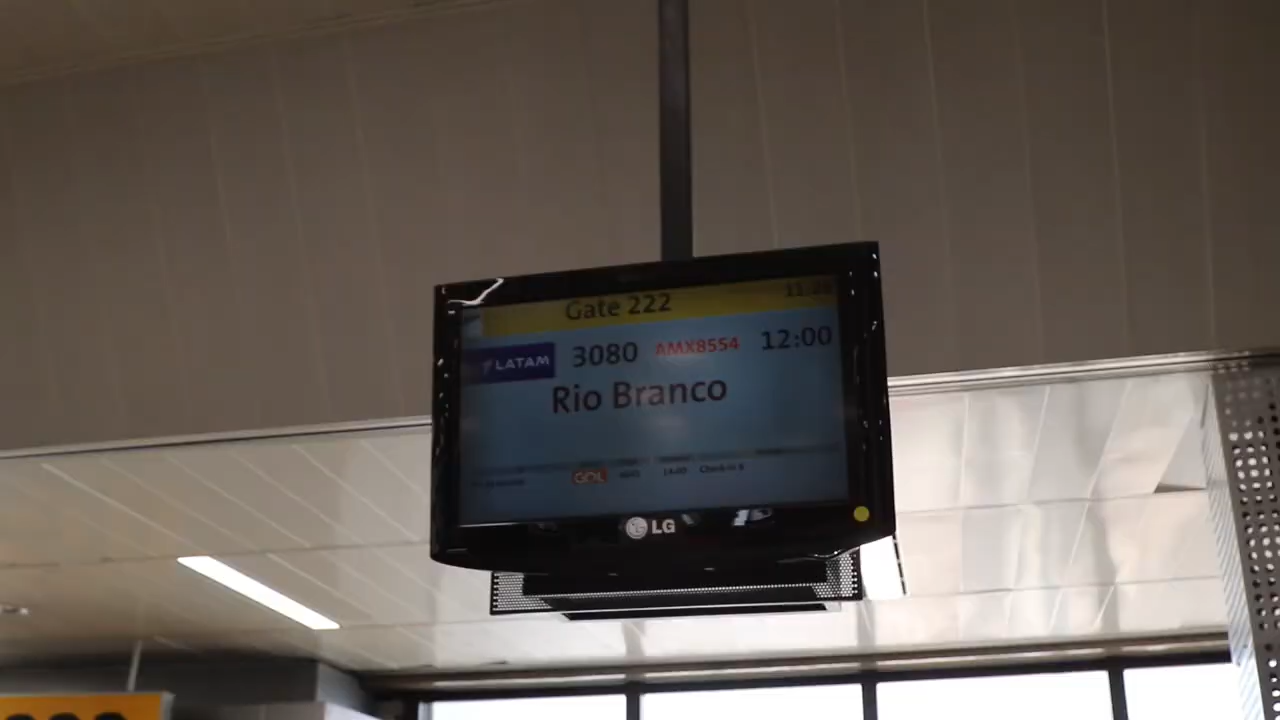 Gate 222
LATAM 3080 AMX8554 12:00
Rio Branco
GOL
LG